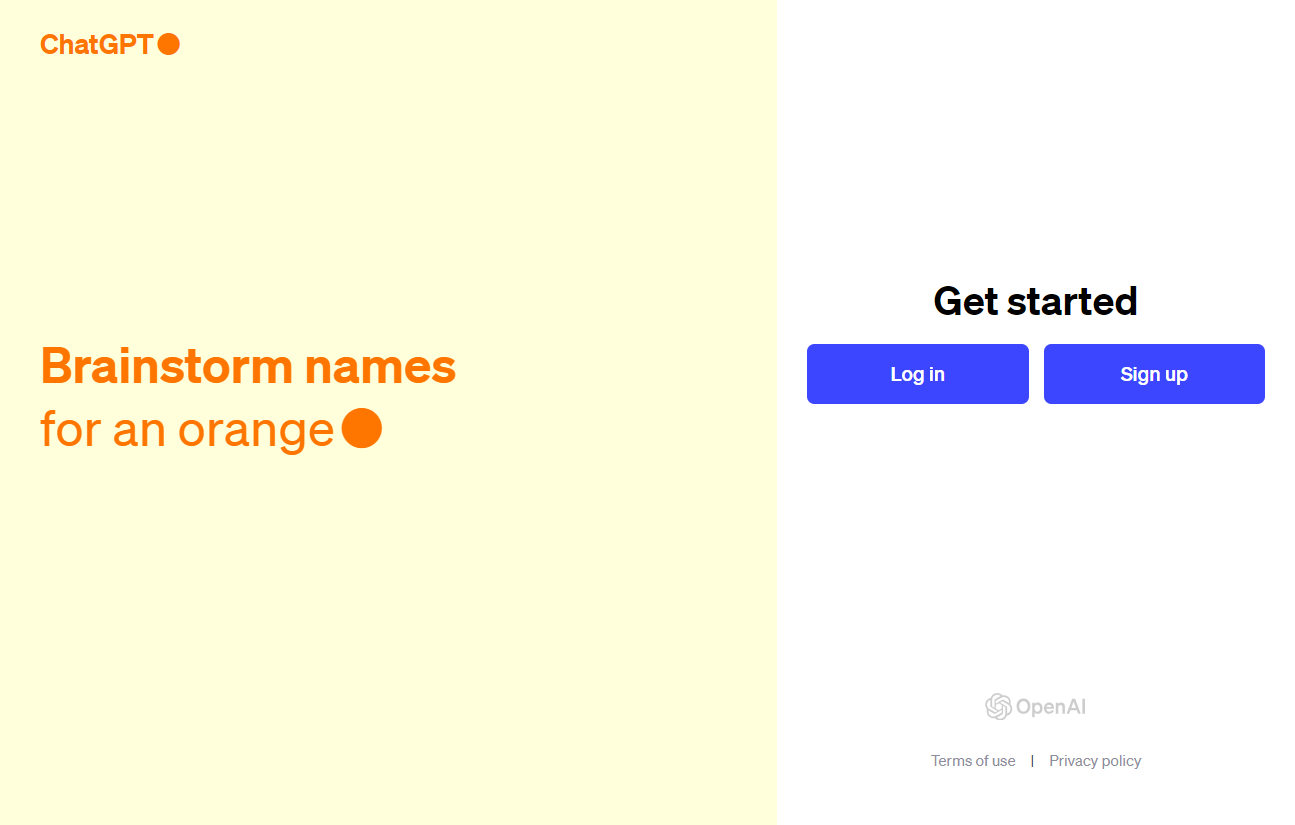 ChatGPT
Brainstorm names
for an orange
Get started
Log in
Sign up
OpenAI
Terms of use | Privacy policy